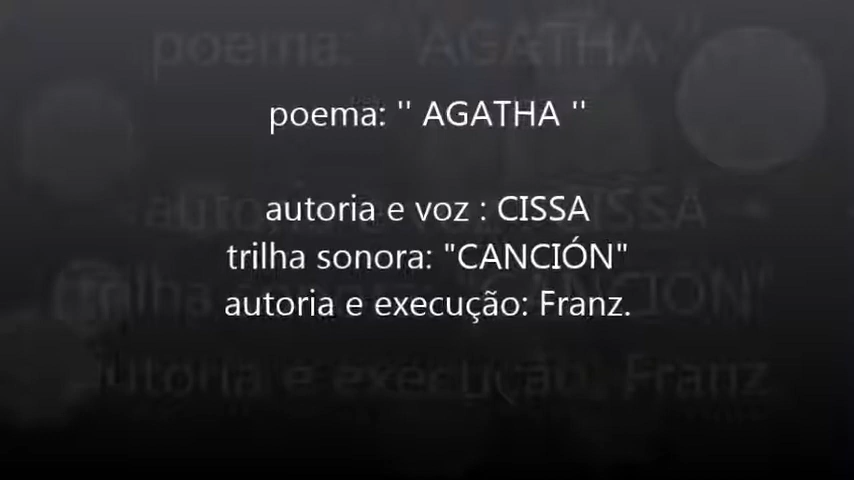 poema: '' AGATHA ''
autoria e voz : CISSA
trilha sonora: "CANCIÓN"
autoria e execução: Franz.